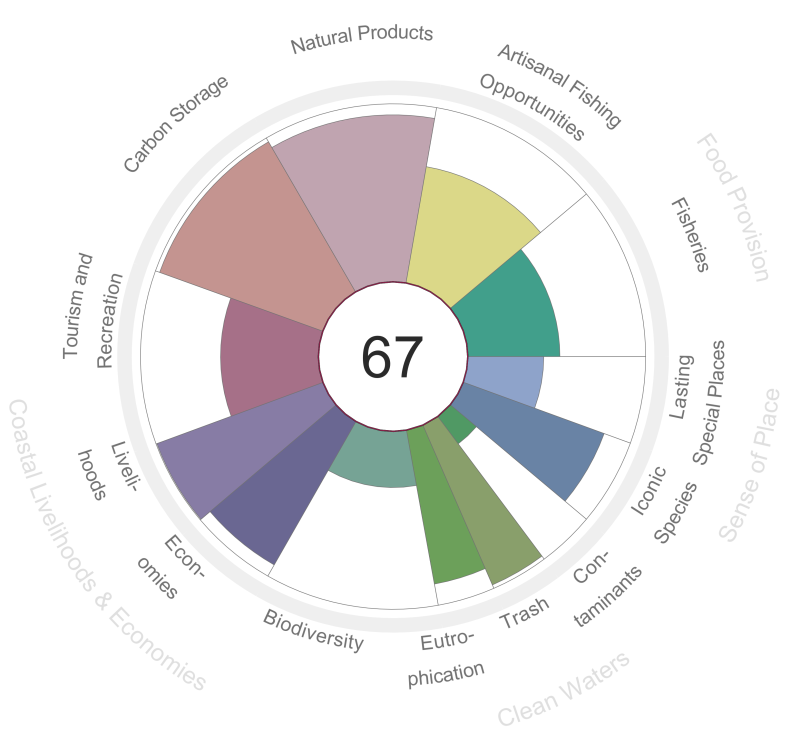 Natural Products
Artisanal Fishing
Opportunities
Carbon Storage
Food Provision
Fisheries
Tourism and
Recreation
67
Lasting
Special Places
Sense of Place
Iconic
Species
Liveli-
hoods
Coastal Livelihoods & Economies
Econ-
omies
Con-
taminants
Trash
Biodiversity
Eutro-
phication
Clean Waters